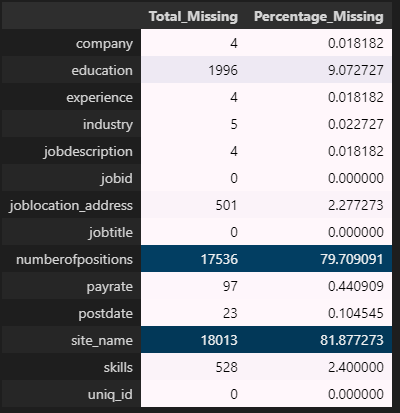 Total_Missing Percentage_Missing
company 4 0.018182
education 1996 9.072727
experience 4 0.018182
industry 5 0.022727
jobdescription 4 0.018182
jobid 0 0.000000
joblocation_address 501 2.277273
jobtitle 0 0.000000
numberofpositions 17536 79.709091
payrate 97 0.440909
postdate 23 0.104545
site_name 18013 81.877273
skills 528 2.400000
uniq_id 0 0.000000